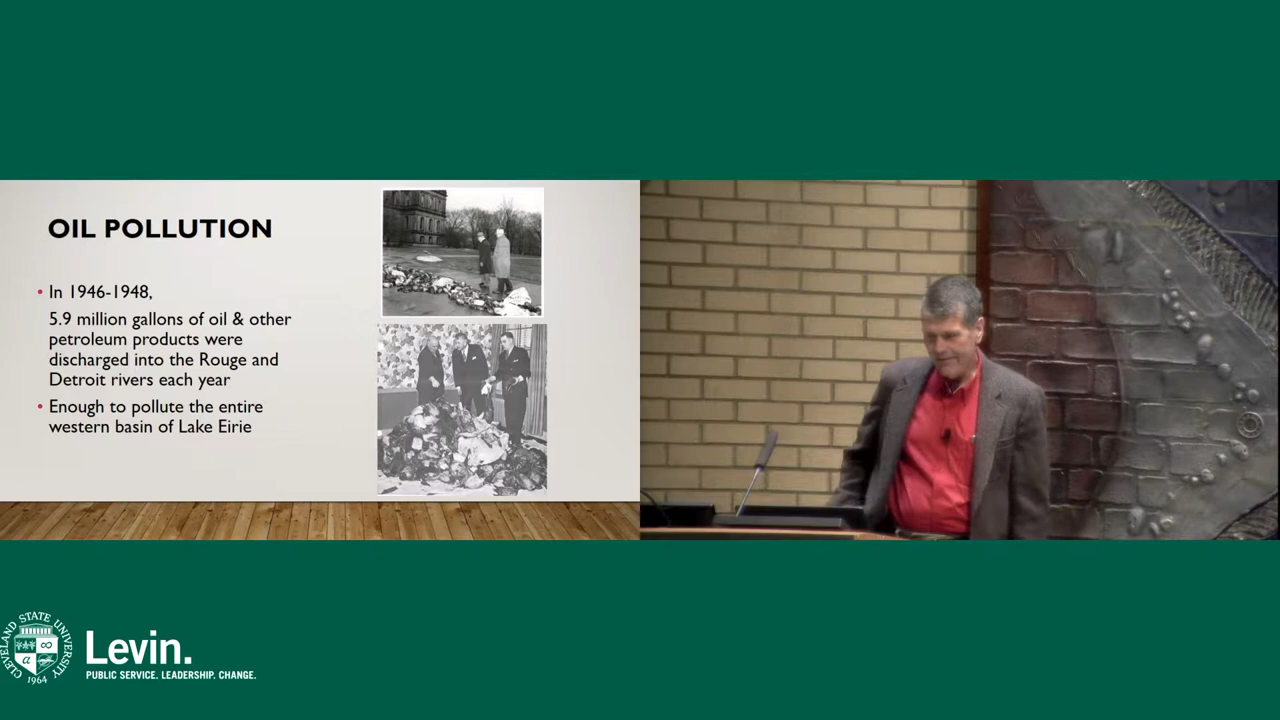 OIL POLLUTION
• In 1946-1948,
5.9 million gallons of oil & other
petroleum products were
discharged into the Rouge and
Detroit rivers each year
• Enough to pollute the entire
western basin of Lake Eirie
CLEVELAND STATE UNIVERSITY
1964
Levin.
PUBLIC SERVICE. LEADERSHIP. CHANGE.